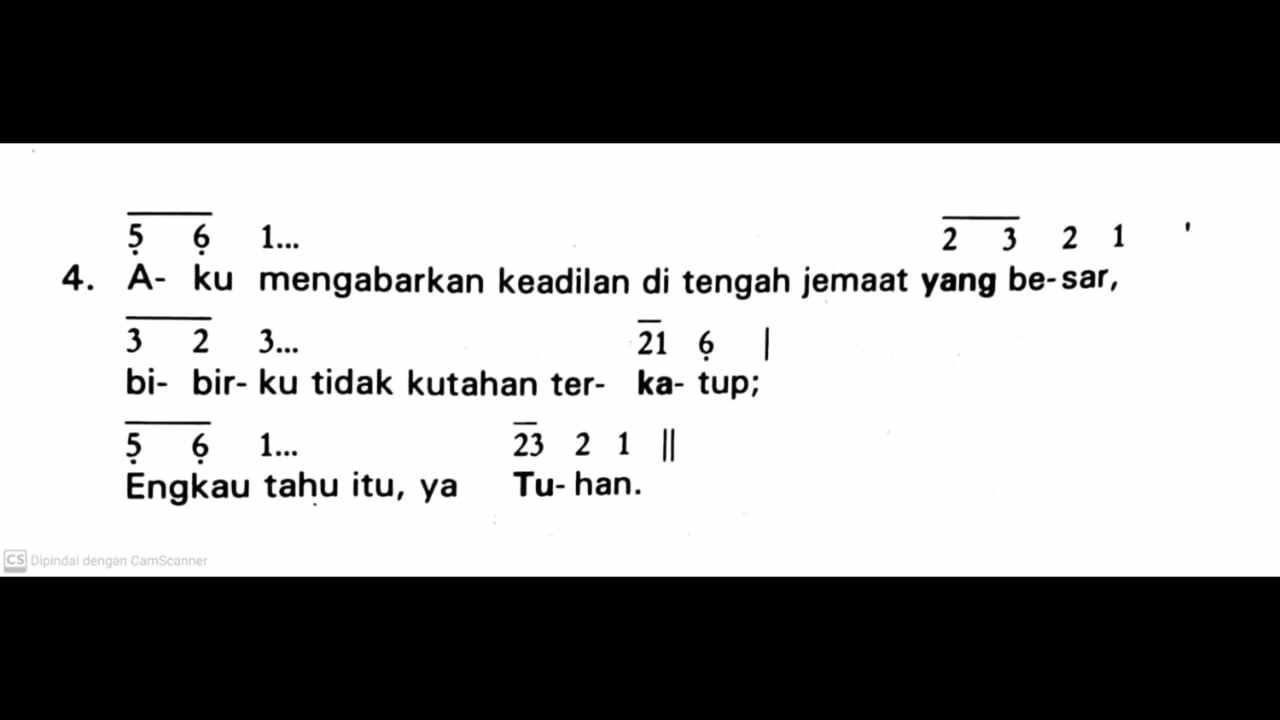 5̣ 6̣ 1... 2 3 2 1 '
4. A- ku mengabarkan keadilan di tengah jemaat yang be-sar,
3 2 3... 21 6̣ |
bi- bir- ku tidak kutahan ter- ka- tup;
5̣ 6̣ 1... 23 2 1 ||
Engkau tahu itu, ya Tu- han.
CS Dipindai dengan CamScanner